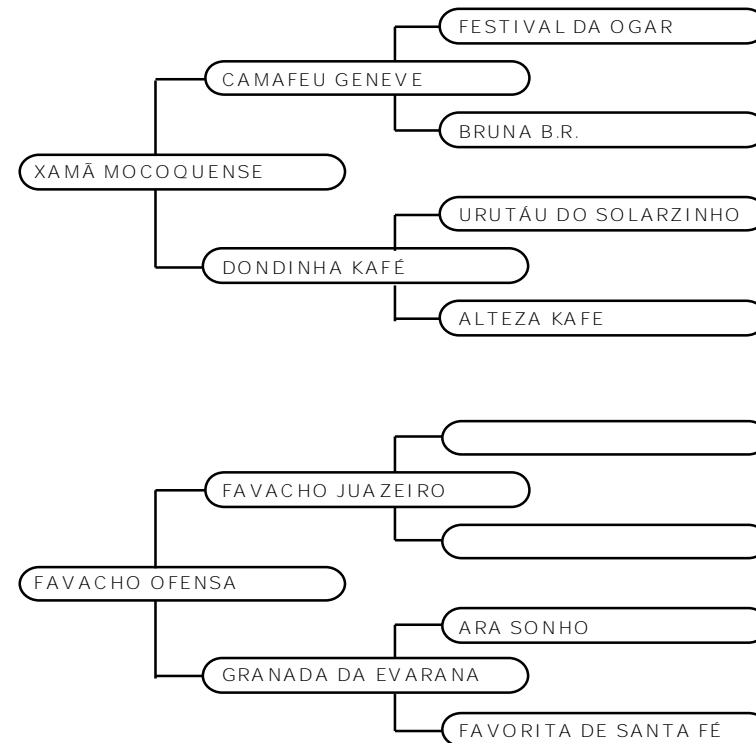 FESTIVAL DA OGAR
CAMAFEU GENEVE
BRUNA B.R.
XAMÃ MOCOQUENSE
URUTÁU DO SOLARZINHO
DONDINHA KAFÉ
ALTEZA KAFE
FAVACHO JUAZEIRO
FAVACHO OFENSA
ARA SONHO
GRANADA DA EVARANA
FAVORITA DE SANTA FÉ